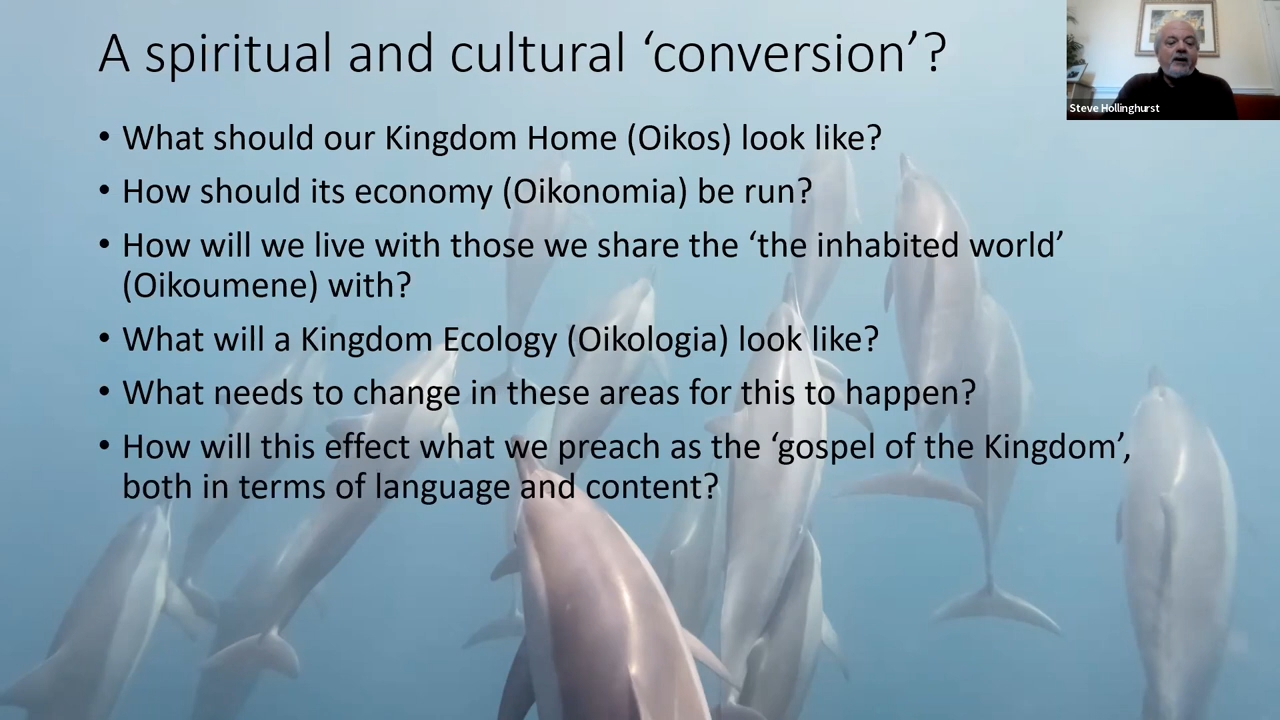 A spiritual and cultural ‘conversion’?
Steve Hollinghurst
• What should our Kingdom Home (Oikos) look like?
• How should its economy (Oikonomia) be run?
• How will we live with those we share the ‘the inhabited world’
(Oikoumene) with?
• What will a Kingdom Ecology (Oikologia) look like?
• What needs to change in these areas for this to happen?
• How will this effect what we preach as the ‘gospel of the Kingdom’,
both in terms of language and content?